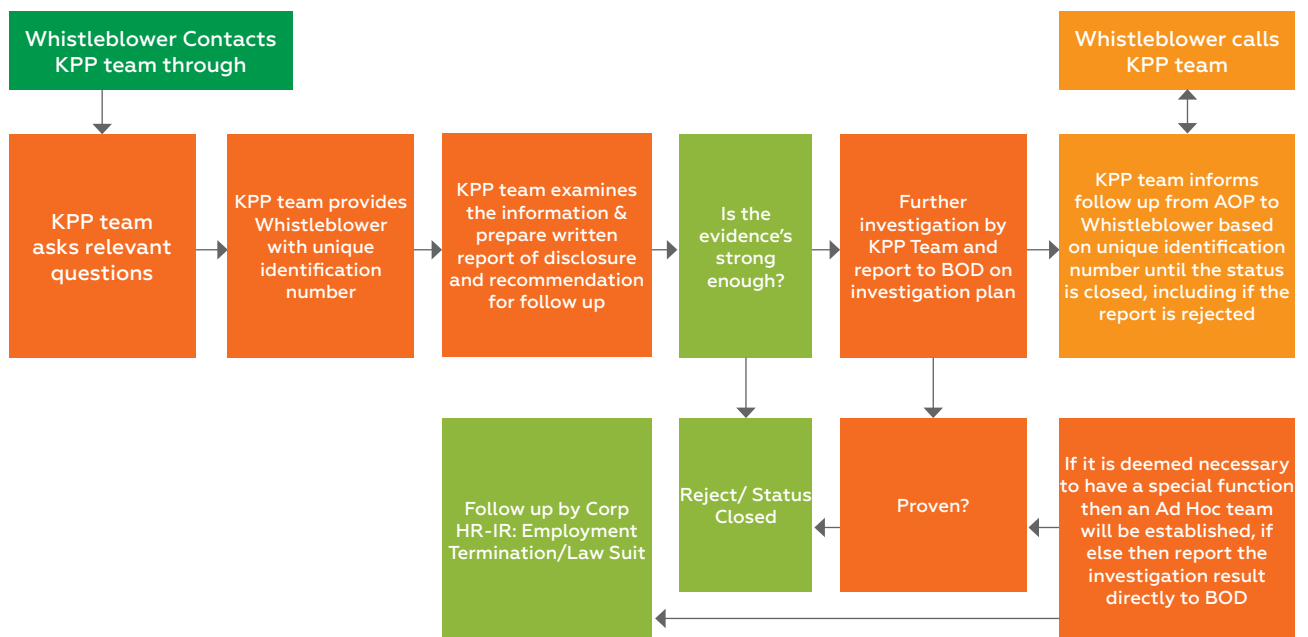 Whistleblower Contacts
KPP team through
Whistleblower calls
KPP team
KPP team
asks relevant
questions
KPP team provides
Whistleblower
with unique
identification
number
KPP team examines
the information &
prepare written
report of disclosure
and recommendation
for follow up
Is the
evidence's
strong
enough?
Further
investigation by
KPP Team and
report to BOD on
investigation plan
KPP team informs
follow up from AOP to
Whistleblower based
on unique identification
number until the status
is closed, including if the
report is rejected
Follow up by Corp
HR-IR: Employment
Termination/Law Suit
Reject/ Status
Closed
Proven?
If it is deemed necessary
to have a special function
then an Ad Hoc team
will be established, if
else then report the
investigation result
directly to BOD